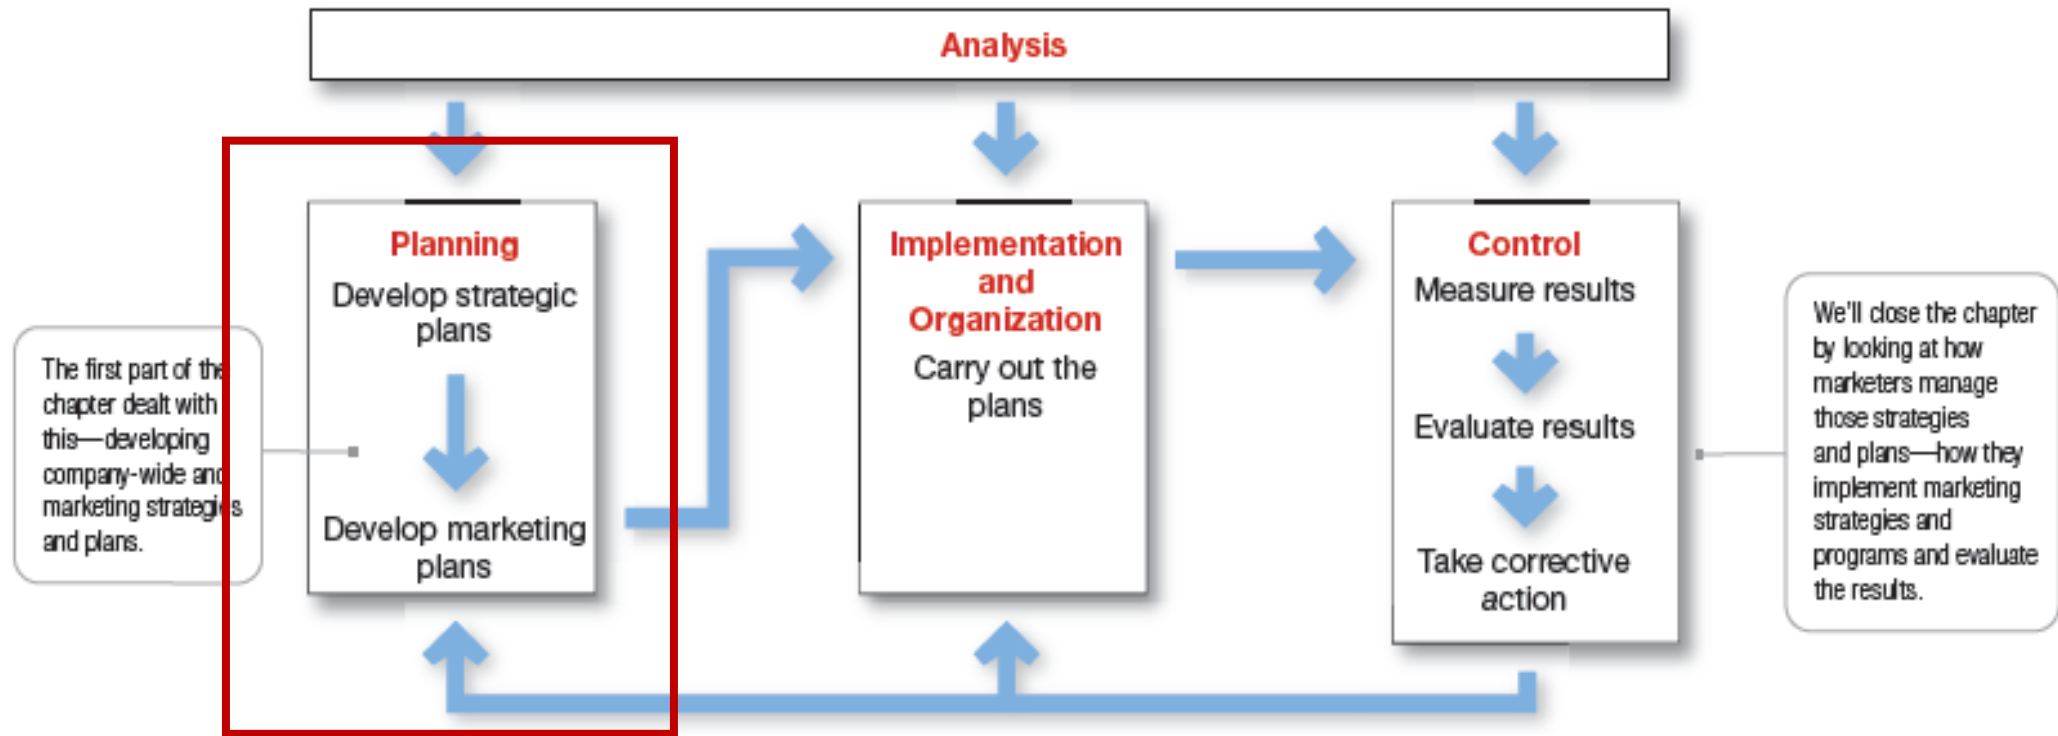 Analysis
The first part of the
chapter dealt with
this—developing
company-wide and
marketing strategies
and plans.
Planning
Develop strategic
plans
Develop marketing
plans
Implementation
and
Organization
Carry out the
plans
Control
Measure results
Evaluate results
Take corrective
action
We'll close the chapter
by looking at how
marketers manage
those strategies
and plans—how they
implement marketing
strategies and
programs and evaluate
the results.